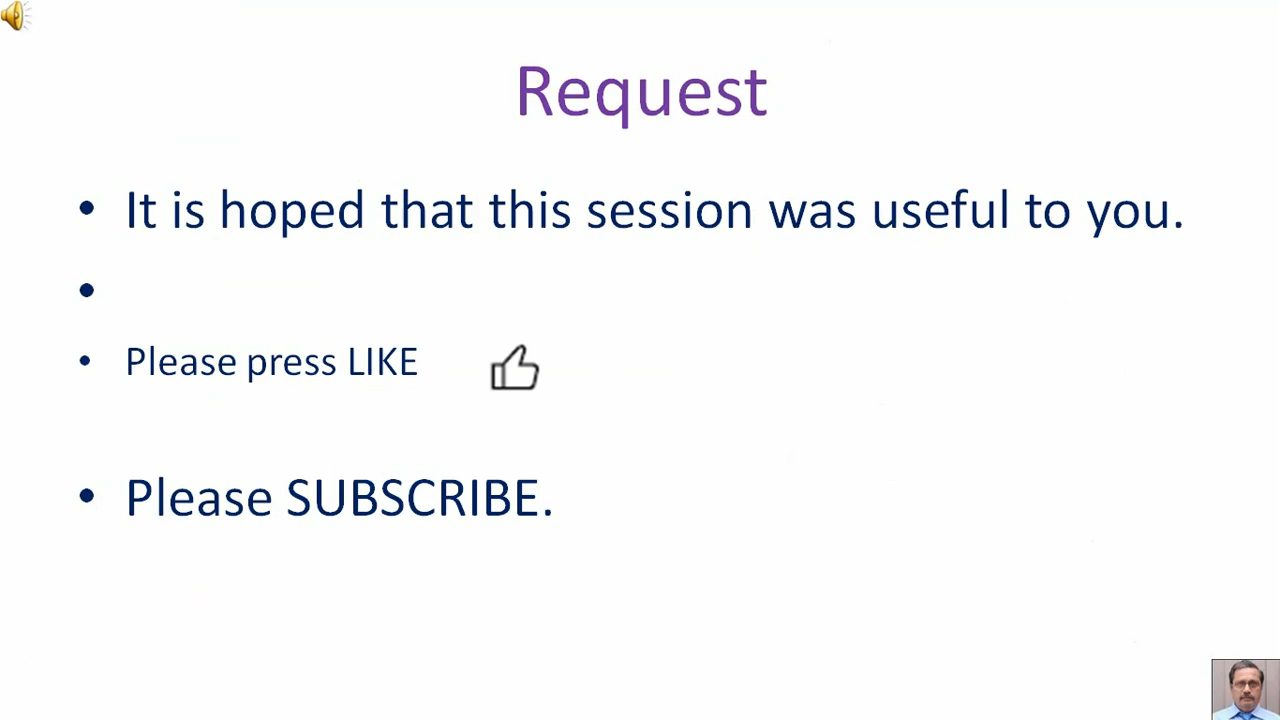 Request
• It is hoped that this session was useful to you.
•
• Please press LIKE
• Please SUBSCRIBE.